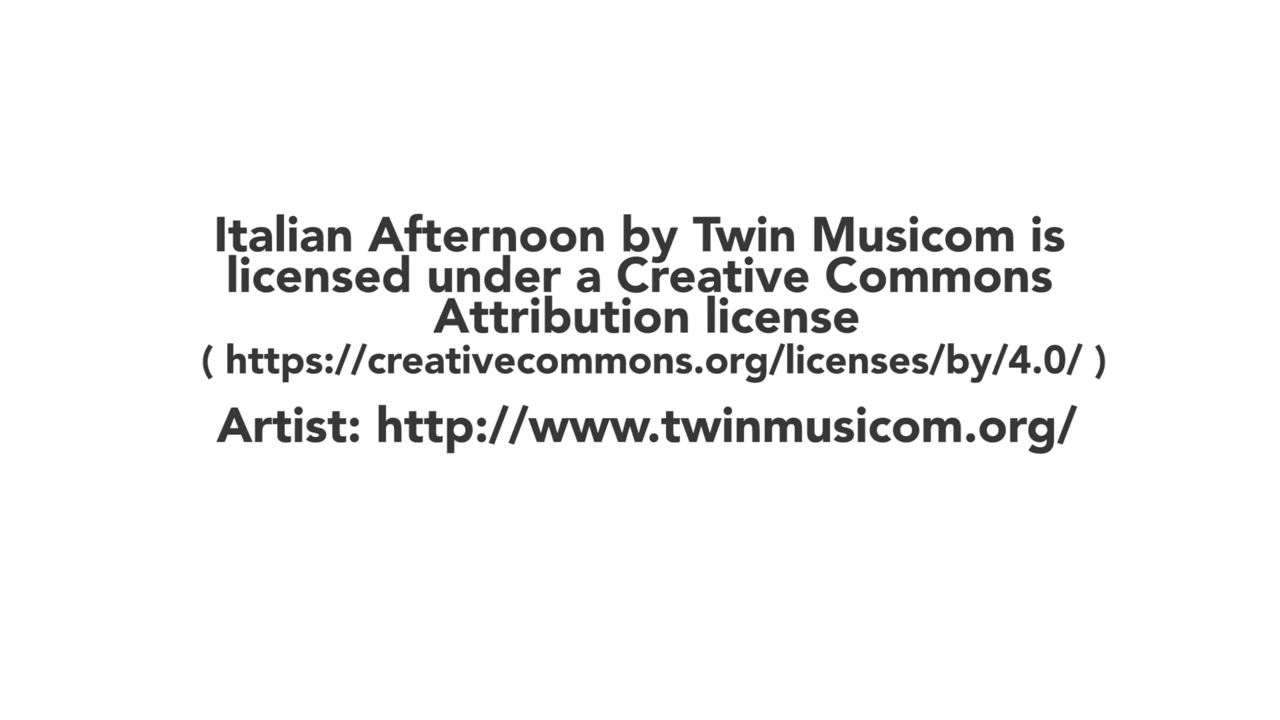 Italian Afternoon by Twin Musicom is
licensed under a Creative Commons
Attribution license
( https://creativecommons.org/licenses/by/4.0/ )
Artist: http://www.twinmusicom.org/